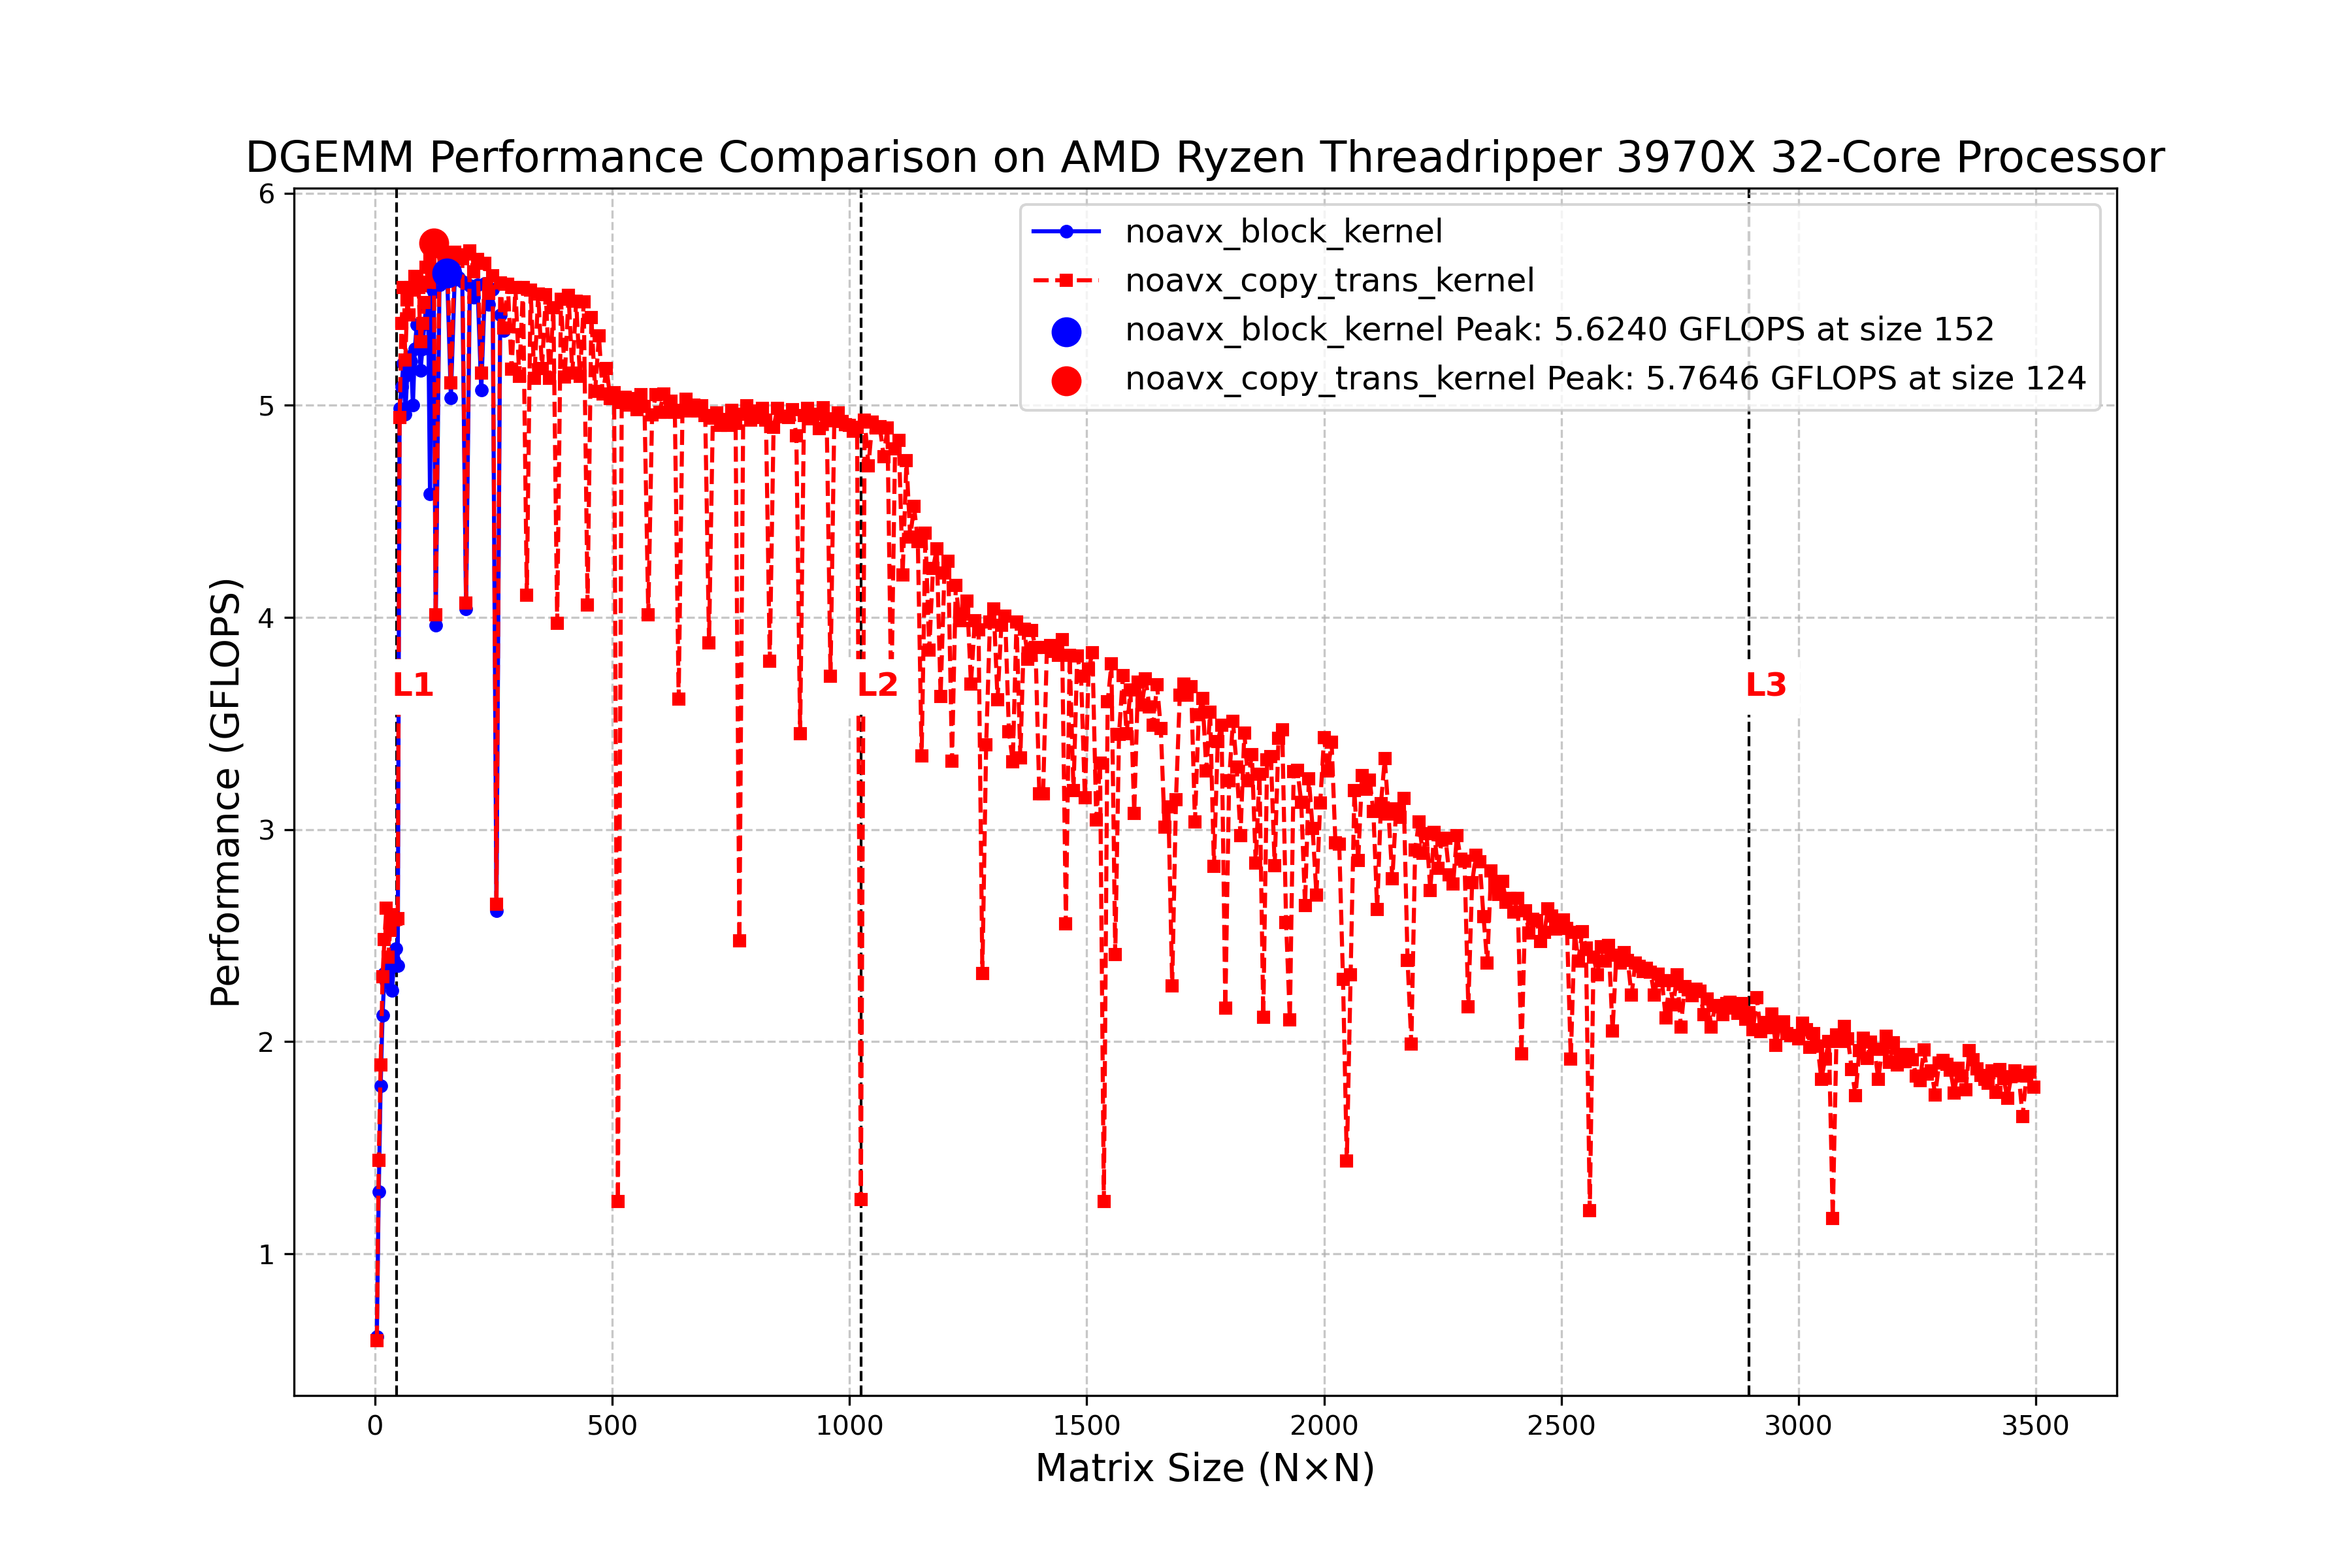 DGEMM Performance Comparison on AMD Ryzen Threadripper 3970X 32-Core Processor
noavx_block_kernel
noavx_copy_trans_kernel
noavx_block_kernel Peak: 5.6240 GFLOPS at size 152
noavx_copy_trans_kernel Peak: 5.7646 GFLOPS at size 124
Performance (GFLOPS)
6
5
4
3
2
1
L1
L2
L3
0
500
1000
1500
2000
2500
3000
3500
Matrix Size (N×N)